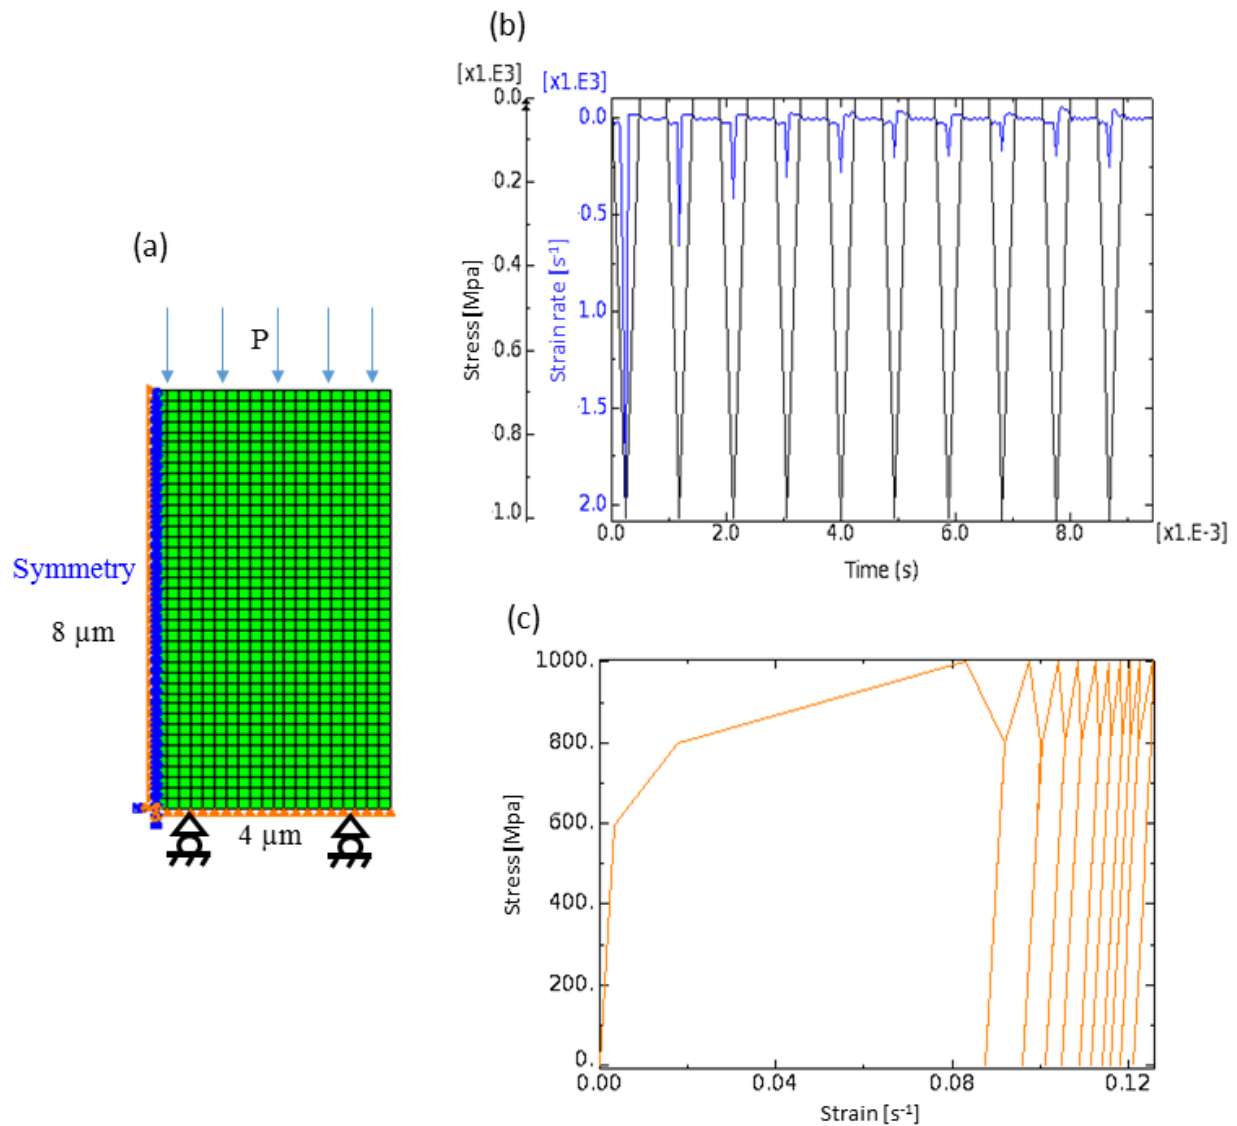 (a)
P
Symmetry
8 µm
4 µm
(b)
[x1.E3] [x1.E3]
0.0
0.2
0.4
0.6
0.8
1.0
Stress [Mpa]
0.0
0.5
1.0
1.5
2.0
Strain rate [s⁻¹]
0.0 2.0 4.0 6.0 8.0 [x1.E-3]
Time (s)
(c)
1000.
800.
600.
400.
200.
0.
Stress [Mpa]
0.00 0.04 0.08 0.12
Strain [s⁻¹]